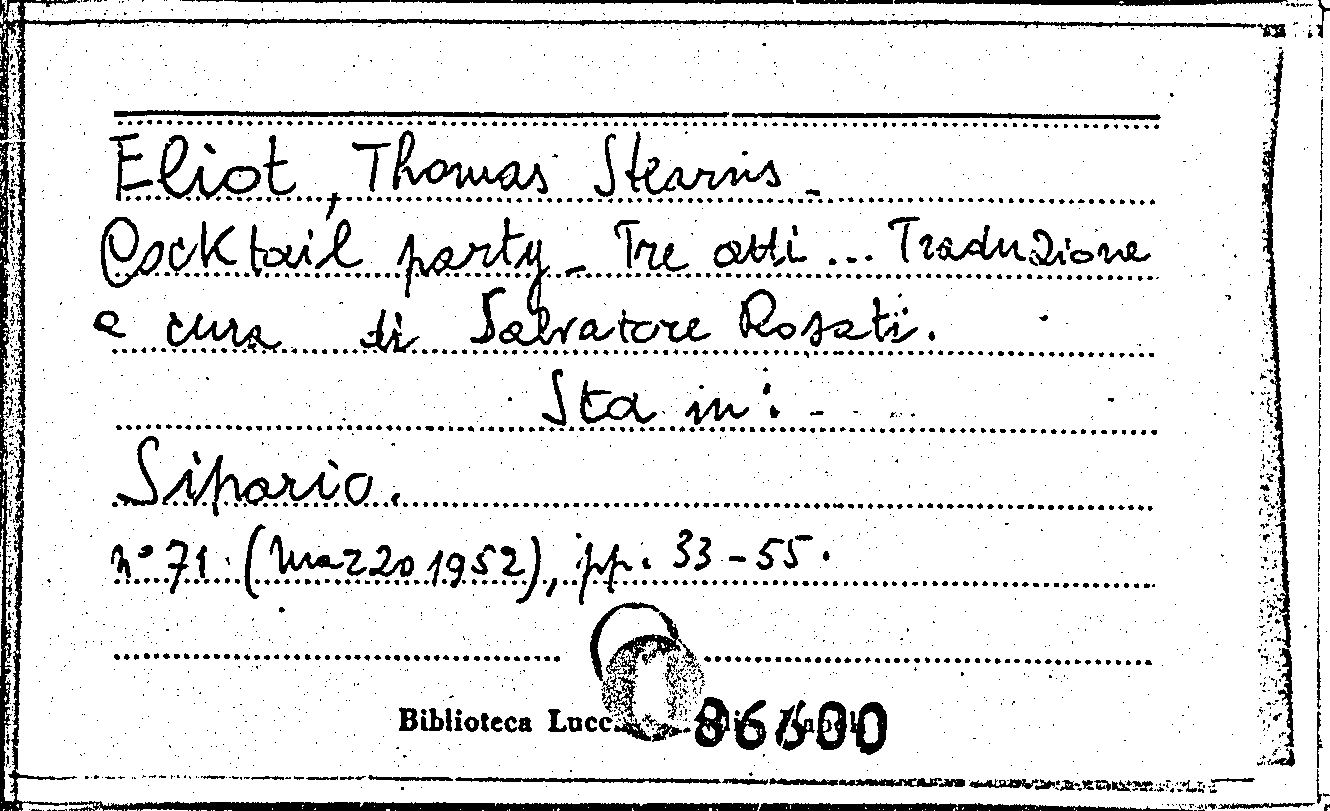 Eliot, Thomas Stearns -
Cocktail party - Tre atti ... Traduzione
a cura di Salvatore Rosati.
Sta in: -
Sipario.
n° 71. (marzo 1952), pp. 33-55.
Biblioteca
86600